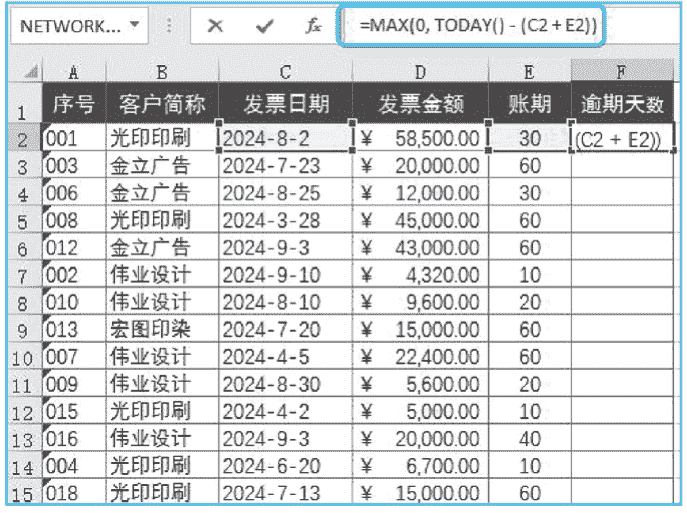 NETWORK... =MAX(0, TODAY() - (C2 + E2))
A B C D E F
1 序号 客户简称 发票日期 发票金额 账期 逾期天数
2 001 光印印刷 2024-8-2 ¥ 58,500.00 30 (C2 + E2))
3 003 金立广告 2024-7-23 ¥ 20,000.00 60
4 006 金立广告 2024-8-25 ¥ 12,000.00 30
5 008 光印印刷 2024-3-28 ¥ 45,000.00 60
6 012 金立广告 2024-9-3 ¥ 43,000.00 60
7 002 伟业设计 2024-9-10 ¥ 4,320.00 10
8 010 伟业设计 2024-8-10 ¥ 9,600.00 20
9 013 宏图印染 2024-7-20 ¥ 15,000.00 60
10 007 伟业设计 2024-4-5 ¥ 22,400.00 60
11 009 伟业设计 2024-8-30 ¥ 5,600.00 20
12 015 光印印刷 2024-4-2 ¥ 5,000.00 10
13 016 伟业设计 2024-9-3 ¥ 20,000.00 40
14 004 光印印刷 2024-6-20 ¥ 6,700.00 10
15 018 光印印刷 2024-7-13 ¥ 15,000.00 60